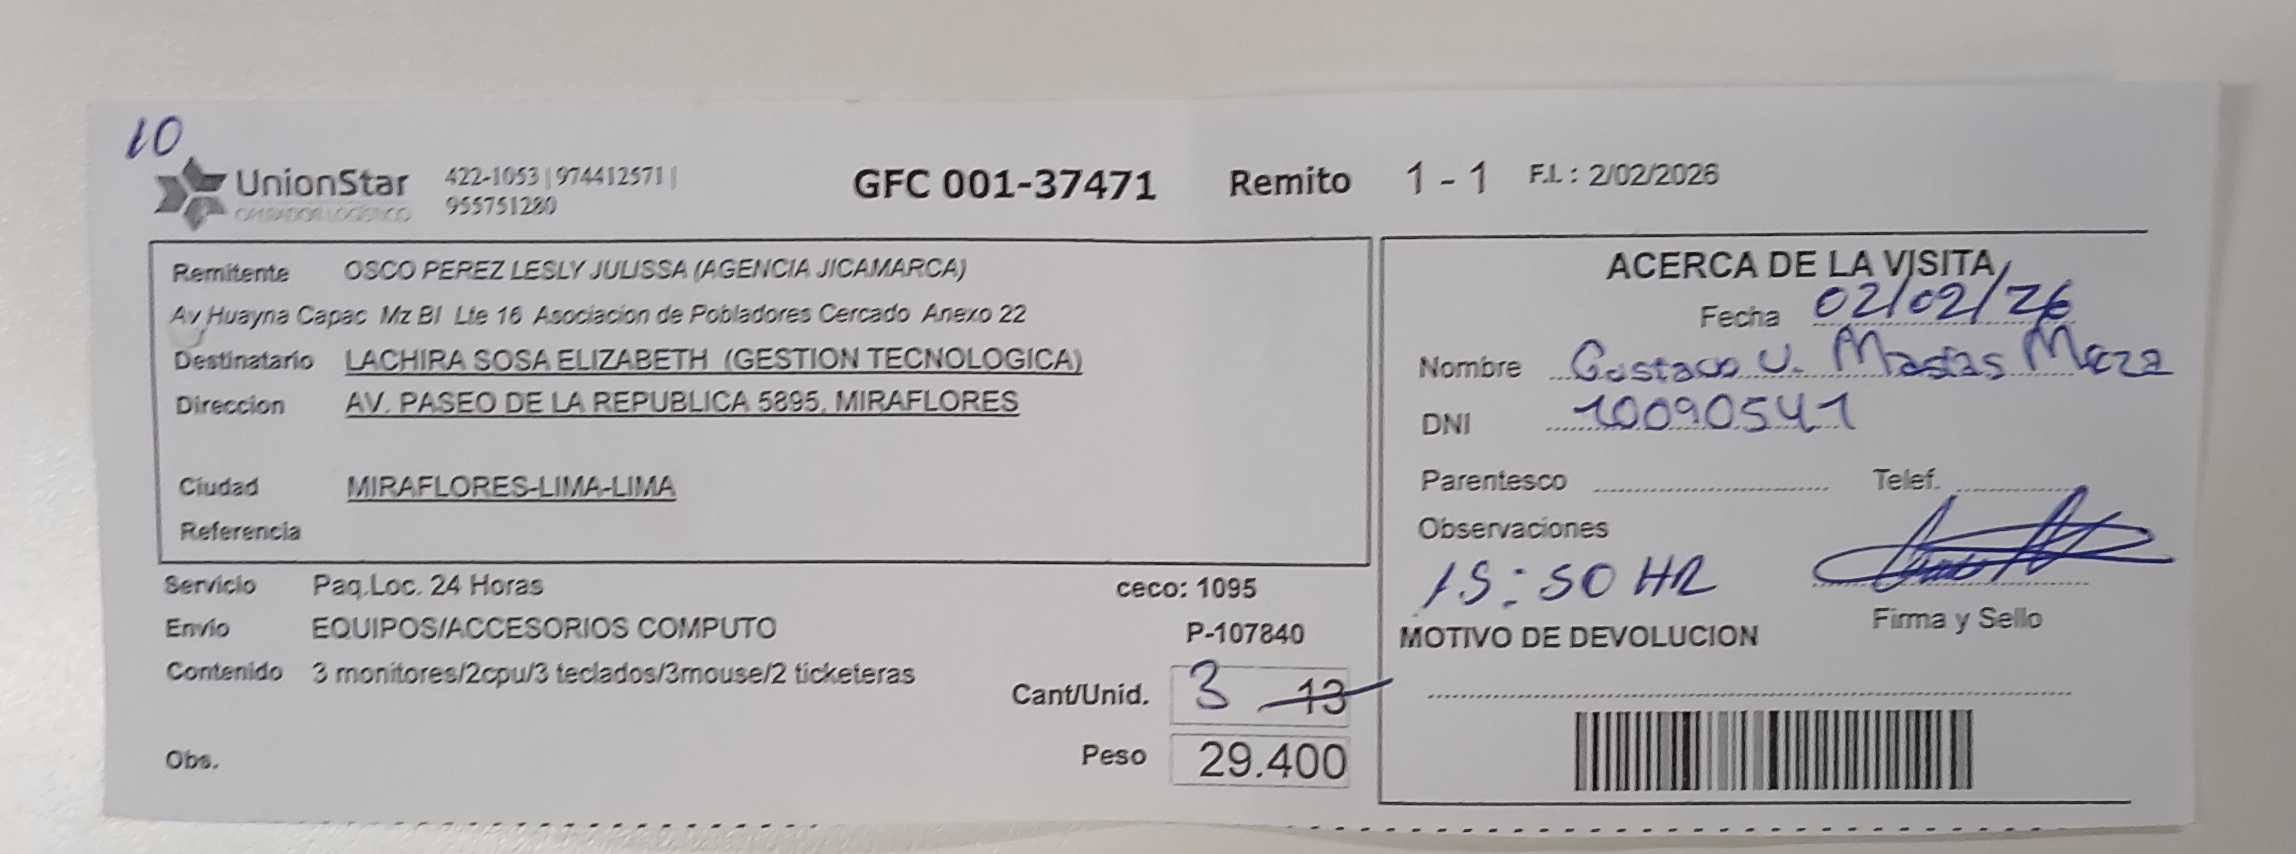 10
UnionStar 422-1053 | 974412571 |
OPERADOR LOGISTICO 955751280
GFC 001-37471 Remito 1 - 1 F.I. : 2/02/2026
Remitente OSCO PEREZ LESLY JULISSA (AGENCIA JICAMARCA)
Av Huayna Capac Mz Bl Lte 16 Asociacion de Pobladores Cercado Anexo 22
Destinatario LACHIRA SOSA ELIZABETH (GESTION TECNOLOGICA)
Direccion AV. PASEO DE LA REPUBLICA 5895, MIRAFLORES
Ciudad MIRAFLORES-LIMA-LIMA
Referencia
Servicio Paq.Loc. 24 Horas ceco: 1095
Envio EQUIPOS/ACCESORIOS COMPUTO P-107840
Contenido 3 monitores/2cpu/3 teclados/3mouse/2 ticketeras
Cant/Unid. 3 13
Obs. Peso 29.400
ACERCA DE LA VISITA
Fecha 02/02/26
Nombre Gustavo U. Masias Meza
DNI 10090541
Parentesco Telef.
Observaciones
15:50 HR
Firma y Sello
MOTIVO DE DEVOLUCION